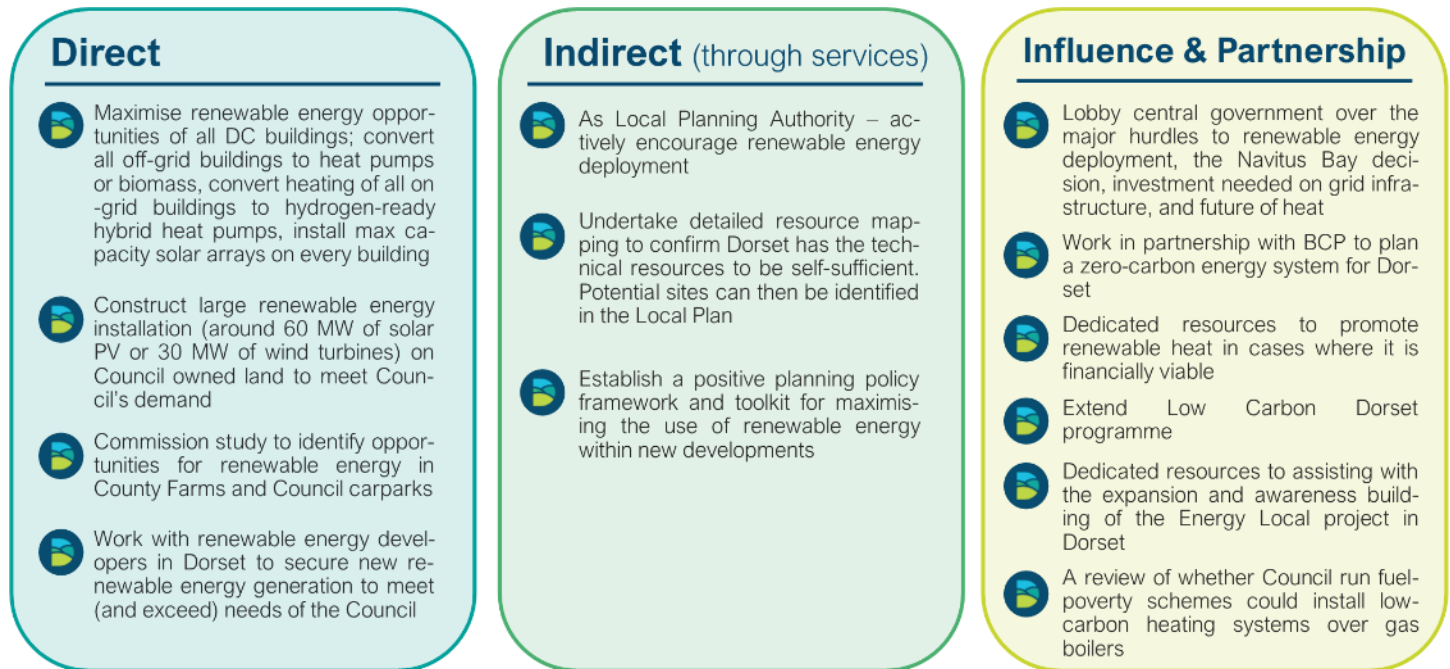 Direct
Maximise renewable energy oppor-
tunities of all DC buildings; convert
all off-grid buildings to heat pumps
or biomass, convert heating of all on
-grid buildings to hydrogen-ready
hybrid heat pumps, install max ca-
pacity solar arrays on every building
Construct large renewable energy
installation (around 60 MW of solar
PV or 30 MW of wind turbines) on
Council owned land to meet Coun-
cil's demand
Commission study to identify oppor-
tunities for renewable energy in
County Farms and Council carparks
Work with renewable energy devel-
opers in Dorset to secure new re-
newable energy generation to meet
(and exceed) needs of the Council
Indirect (through services)
As Local Planning Authority – ac-
tively encourage renewable energy
deployment
Undertake detailed resource map-
ping to confirm Dorset has the tech-
nical resources to be self-sufficient.
Potential sites can then be identified
in the Local Plan
Establish a positive planning policy
framework and toolkit for maximis-
ing the use of renewable energy
within new developments
Influence & Partnership
Lobby central government over the
major hurdles to renewable energy
deployment, the Navitus Bay deci-
sion, investment needed on grid infra-
structure, and future of heat
Work in partnership with BCP to plan
a zero-carbon energy system for Dor-
set
Dedicated resources to promote
renewable heat in cases where it is
financially viable
Extend Low Carbon Dorset
programme
Dedicated resources to assisting with
the expansion and awareness build-
ing of the Energy Local project in
Dorset
A review of whether Council run fuel-
poverty schemes could install low-
carbon heating systems over gas
boilers